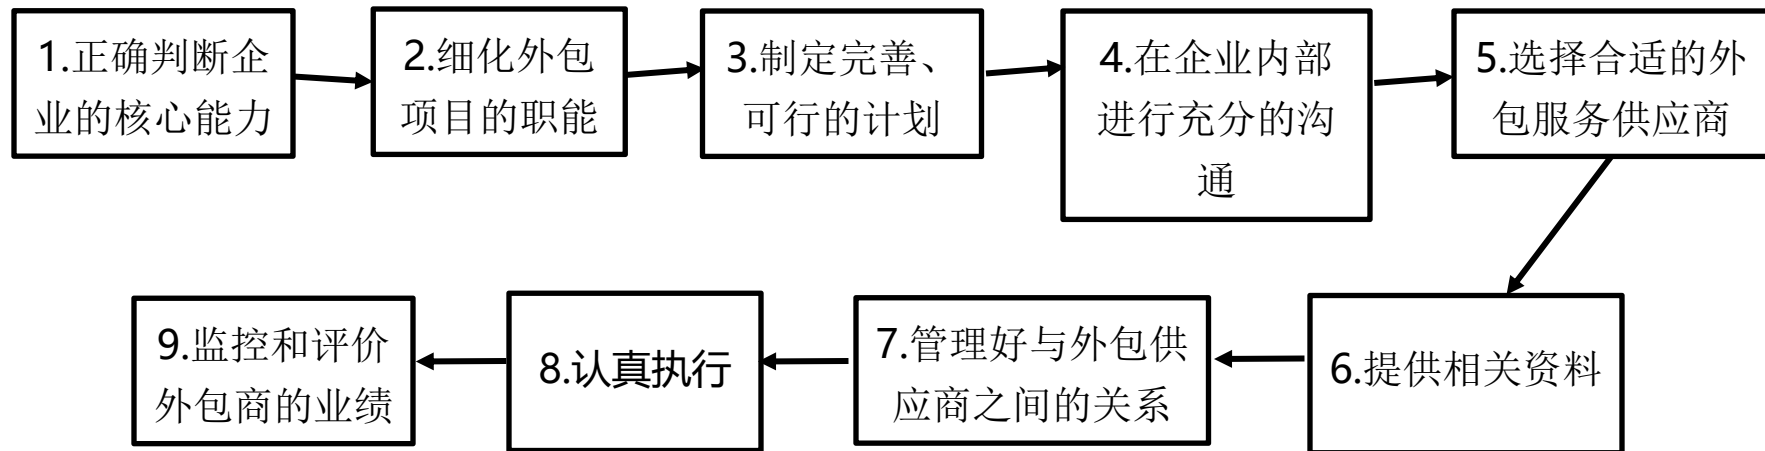 1.正确判断企
业的核心能力
2.细化外包
项目的职能
3.制定完善、
可行的计划
4.在企业内部
进行充分的沟
通
5.选择合适的外
包服务供应商
6.提供相关资料
7.管理好与外包供
应商之间的关系
8.认真执行
9.监控和评价
外包商的业绩